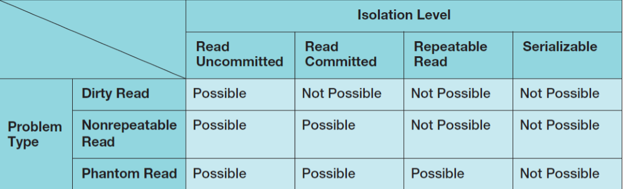 Isolation Level
Read Uncommitted Read Committed Repeatable Read Serializable
Problem Type
Dirty Read Possible Not Possible Not Possible Not Possible
Nonrepeatable Read Possible Possible Not Possible Not Possible
Phantom Read Possible Possible Possible Not Possible